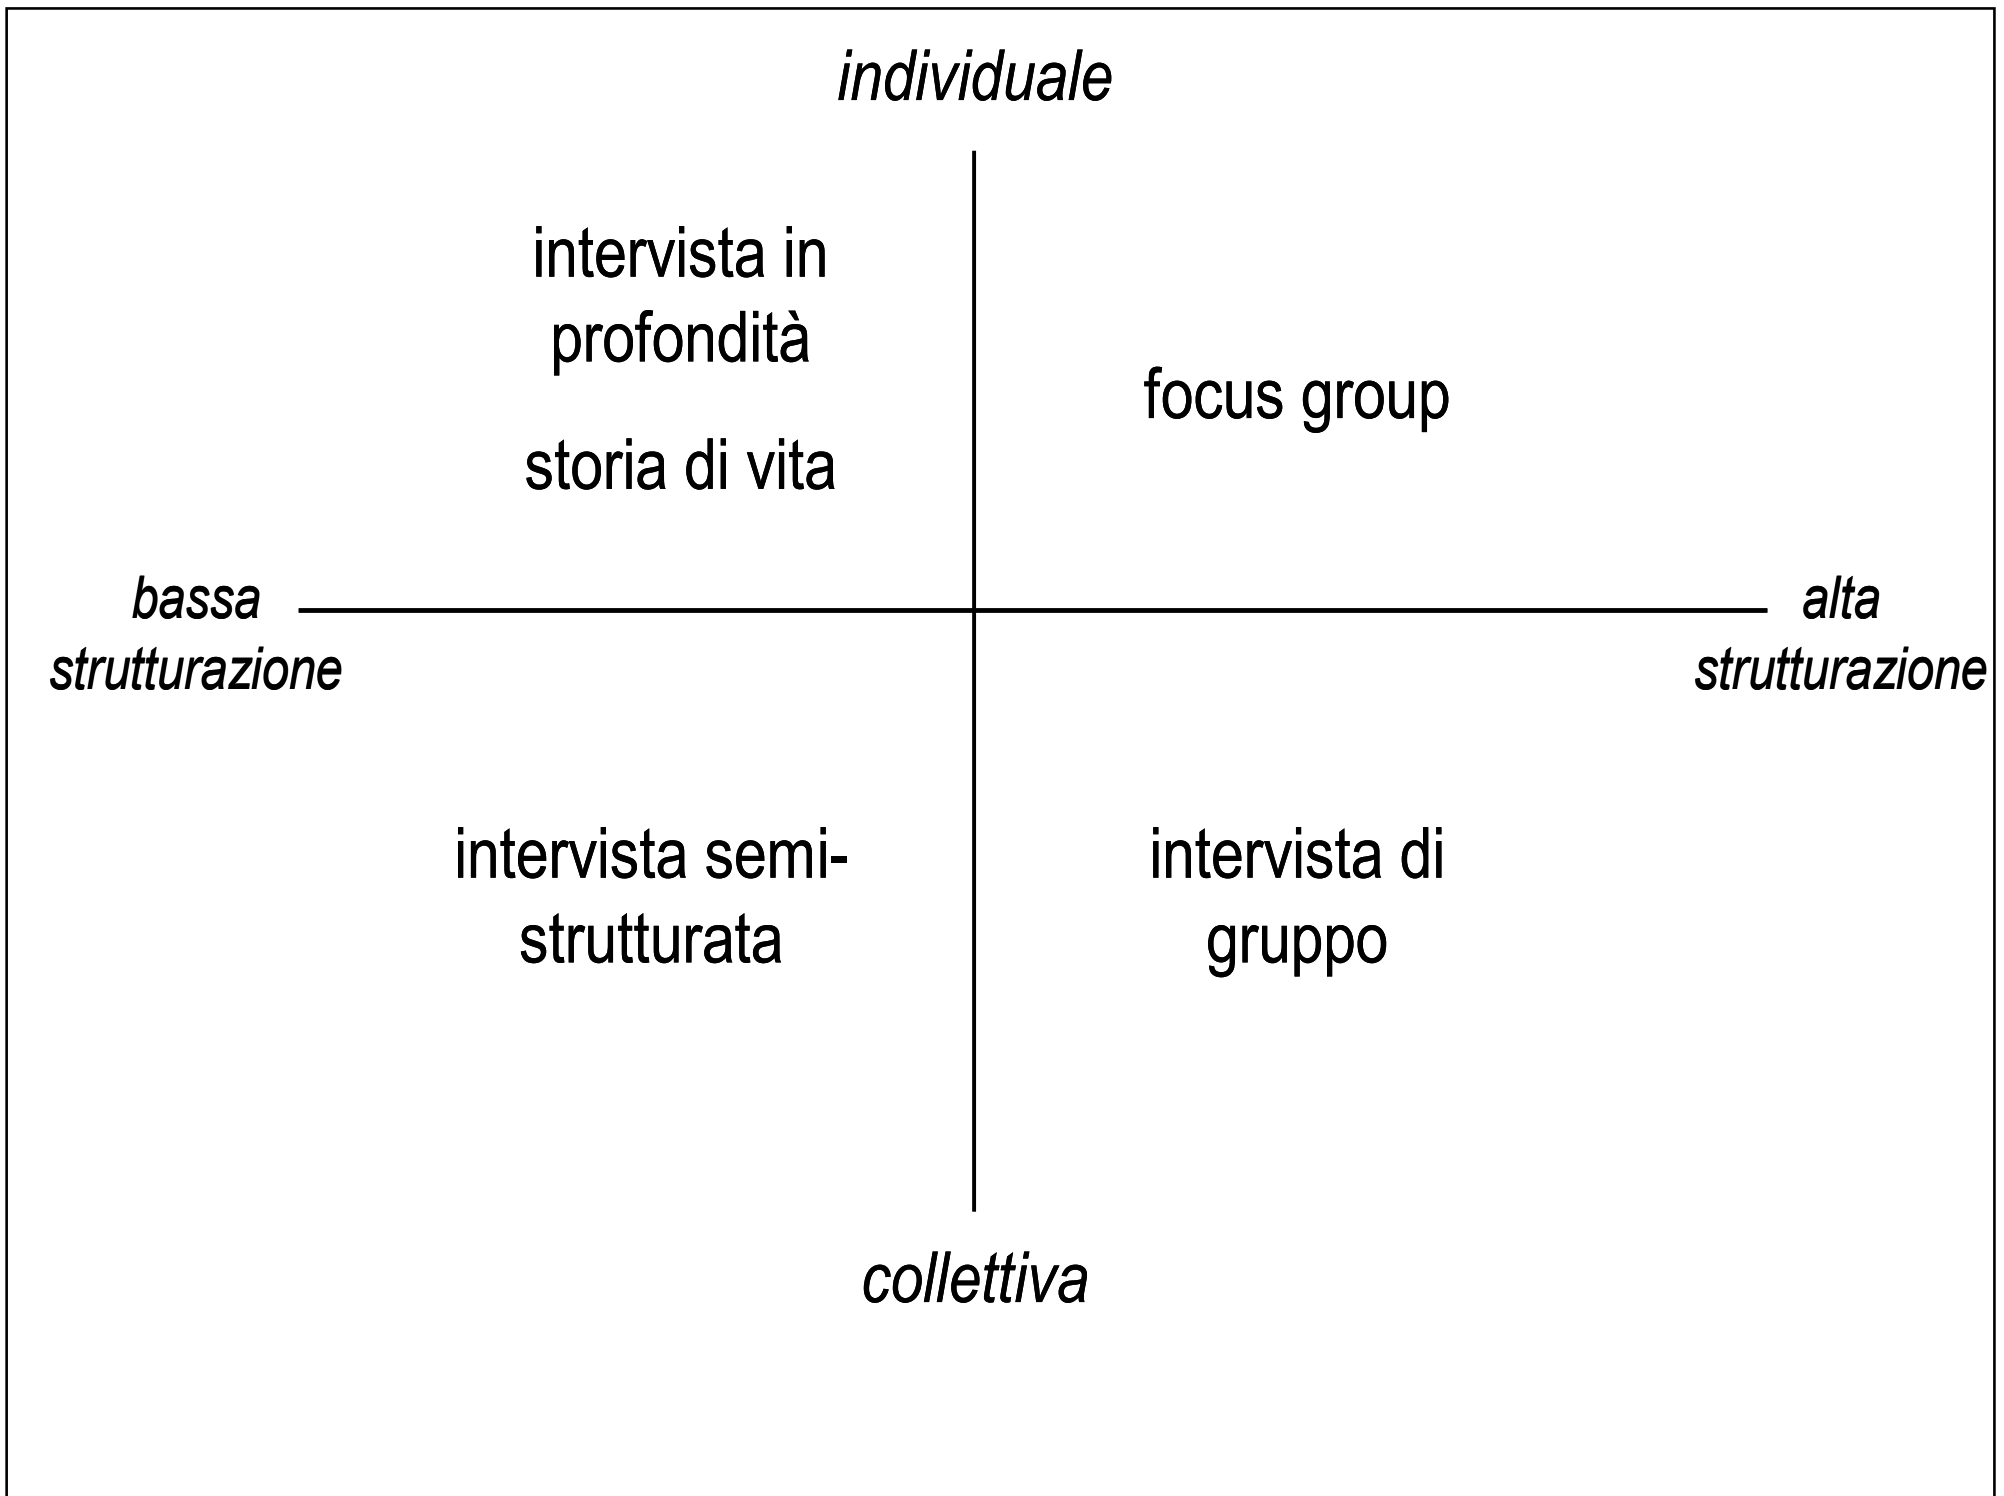 individuale
intervista in
profondità
storia di vita
focus group
bassa
strutturazione
alta
strutturazione
intervista semi-
strutturata
intervista di
gruppo
collettiva